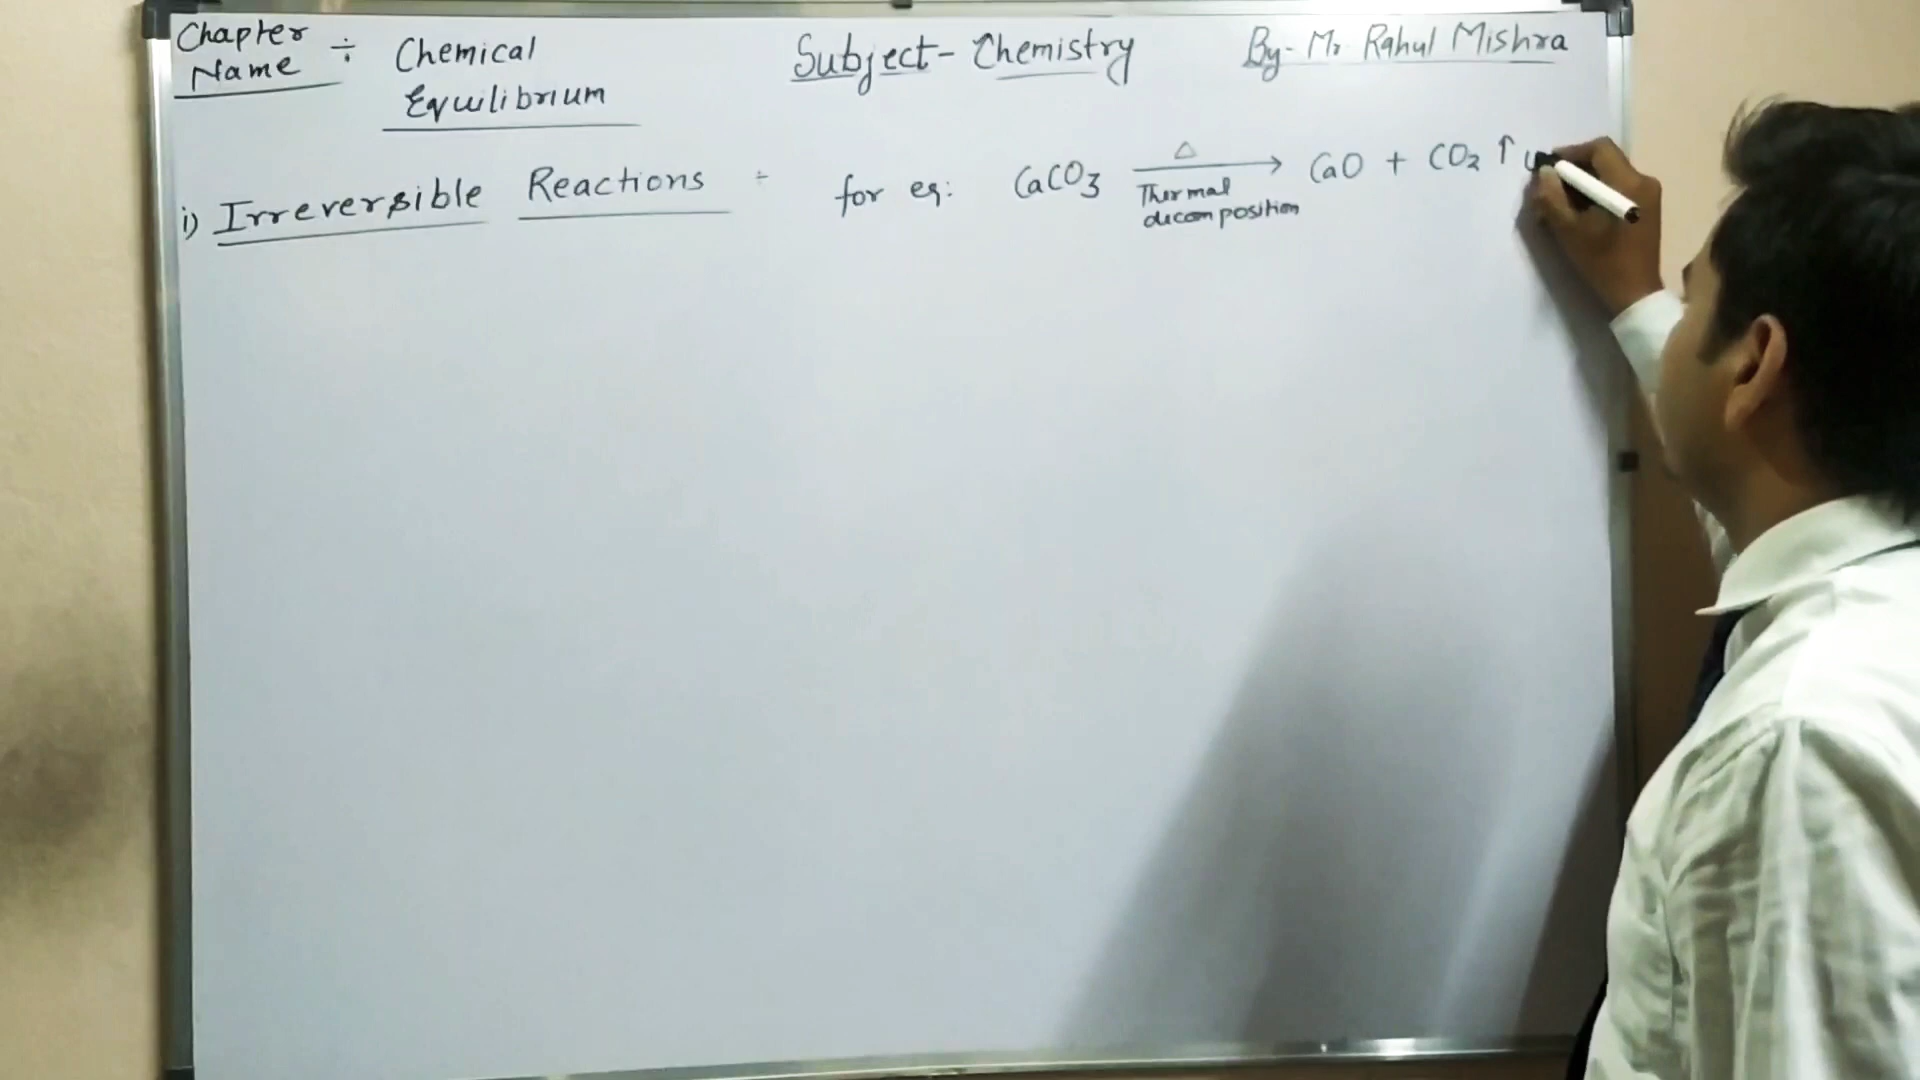 Chapter Name ÷ Chemical Equilibrium
Subject - Chemistry
By - Mr Rahul Mishra
i) Irreversible Reactions ÷ for eg: CaCO3 →
△
Thermal
decomposition
CaO + CO2 ↑